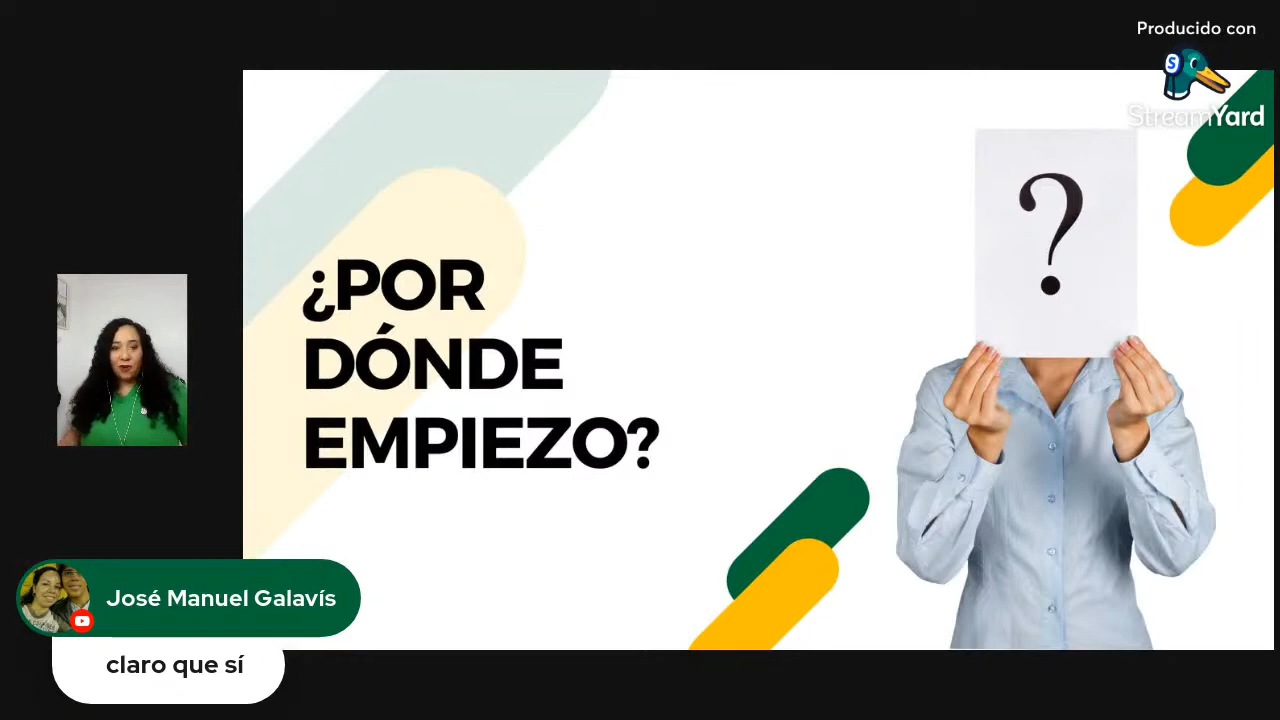 Producido con
S
StreamYard
?
¿POR
DÓNDE
EMPIEZO?
José Manuel Galavís
claro que sí